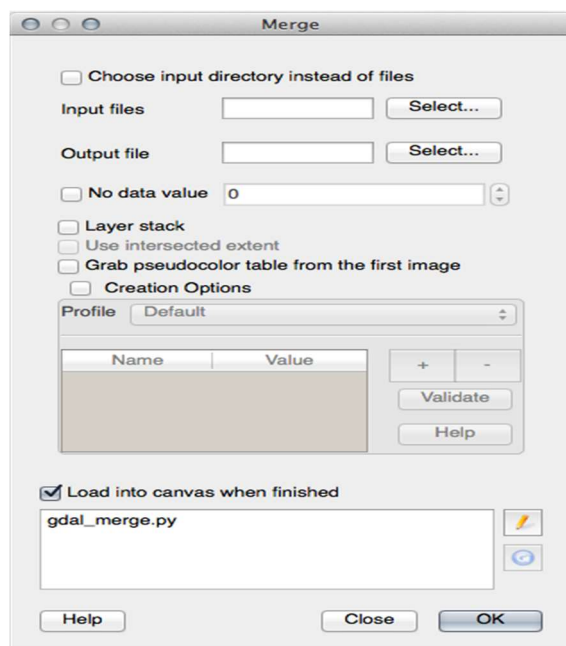 Merge
Choose input directory instead of files
Input files Select...
Output file Select...
No data value 0
Layer stack
Use intersected extent
Grab pseudocolor table from the first image
Creation Options
Profile Default
Name Value + -
Validate
Help
Load into canvas when finished
gdal_merge.py
Help Close OK